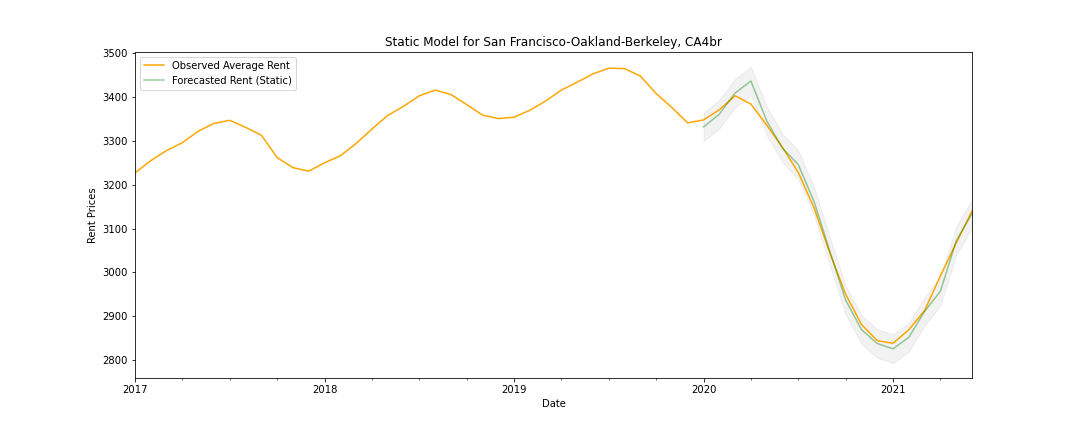 Static Model for San Francisco-Oakland-Berkeley, CA4br
Observed Average Rent
Forecasted Rent (Static)
Rent Prices
3500
3400
3300
3200
3100
3000
2900
2800
2017 2018 2019 2020 2021
Date